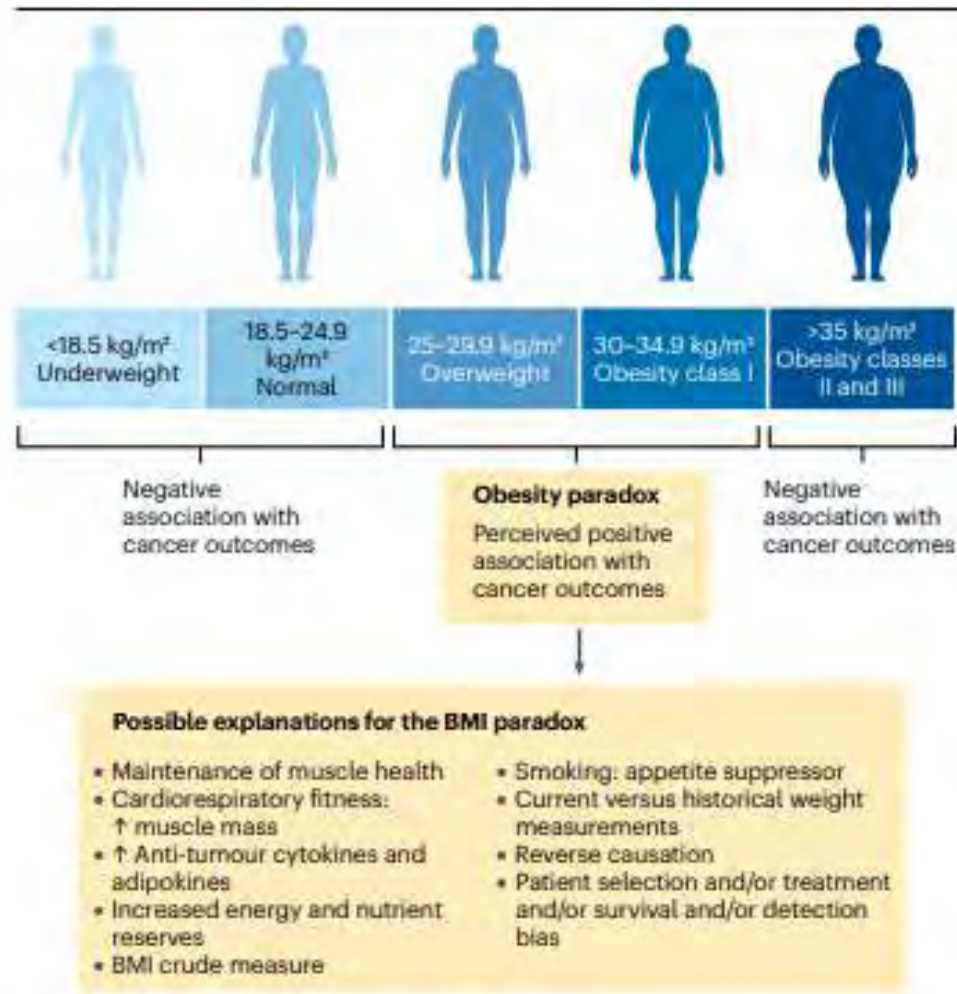 <18.5 kg/m²
Underweight
18.5–24.9
kg/m²
Normal
25–29.9 kg/m²
Overweight
30–34.9 kg/m²
Obesity class I
>35 kg/m²
Obesity classes
II and III
Negative
association with
cancer outcomes
Obesity paradox
Perceived positive
association with
cancer outcomes
Negative
association with
cancer outcomes
Possible explanations for the BMI paradox
• Maintenance of muscle health
• Cardiorespiratory fitness:
↑ muscle mass
• ↑ Anti-tumour cytokines and
adipokines
• Increased energy and nutrient
reserves
• BMI crude measure
• Smoking: appetite suppressor
• Current versus historical weight
measurements
• Reverse causation
• Patient selection and/or treatment
and/or survival and/or detection
bias